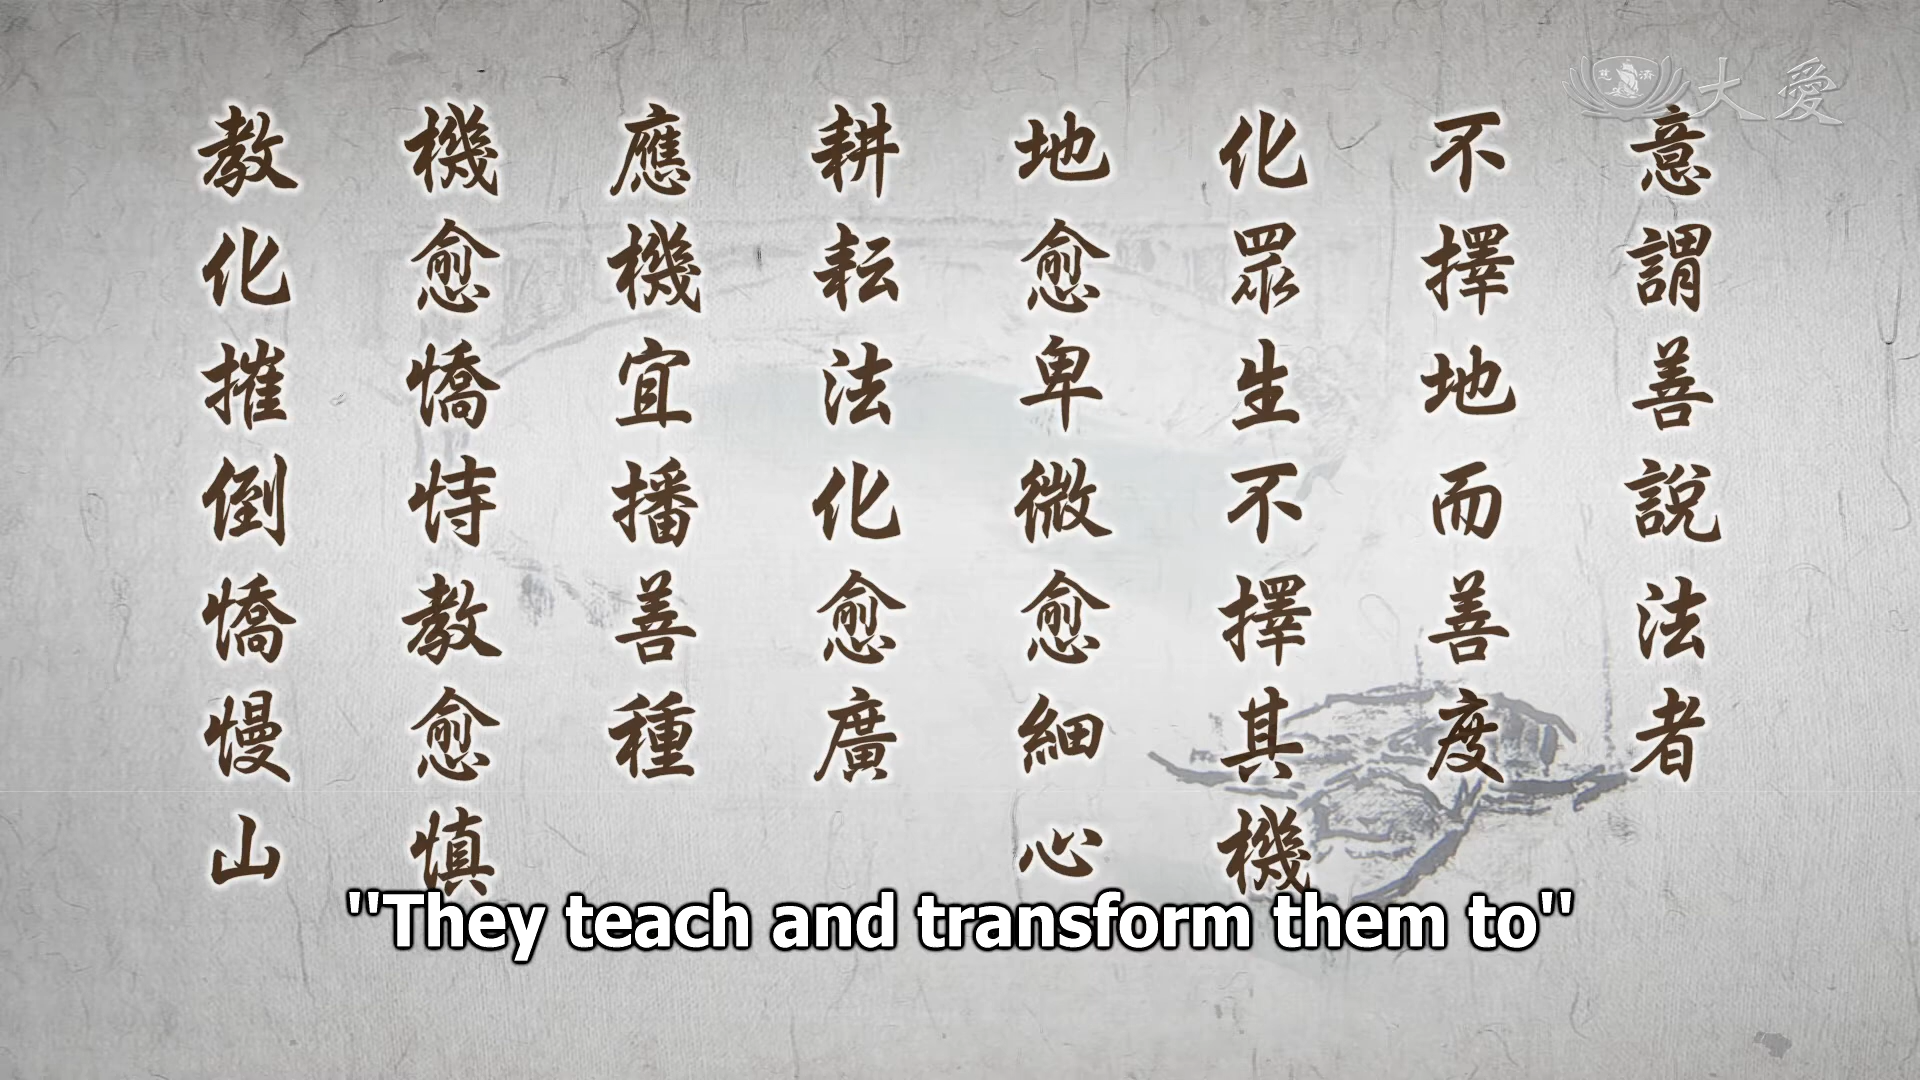 大愛
慈濟
意謂善說法者
不擇地而善度
化眾生不擇其機
地愈卑微愈細心
耕耘法化愈廣
應機宜播善種
機愈憍恃教愈慎
教化摧倒憍慢山
"They teach and transform them to"